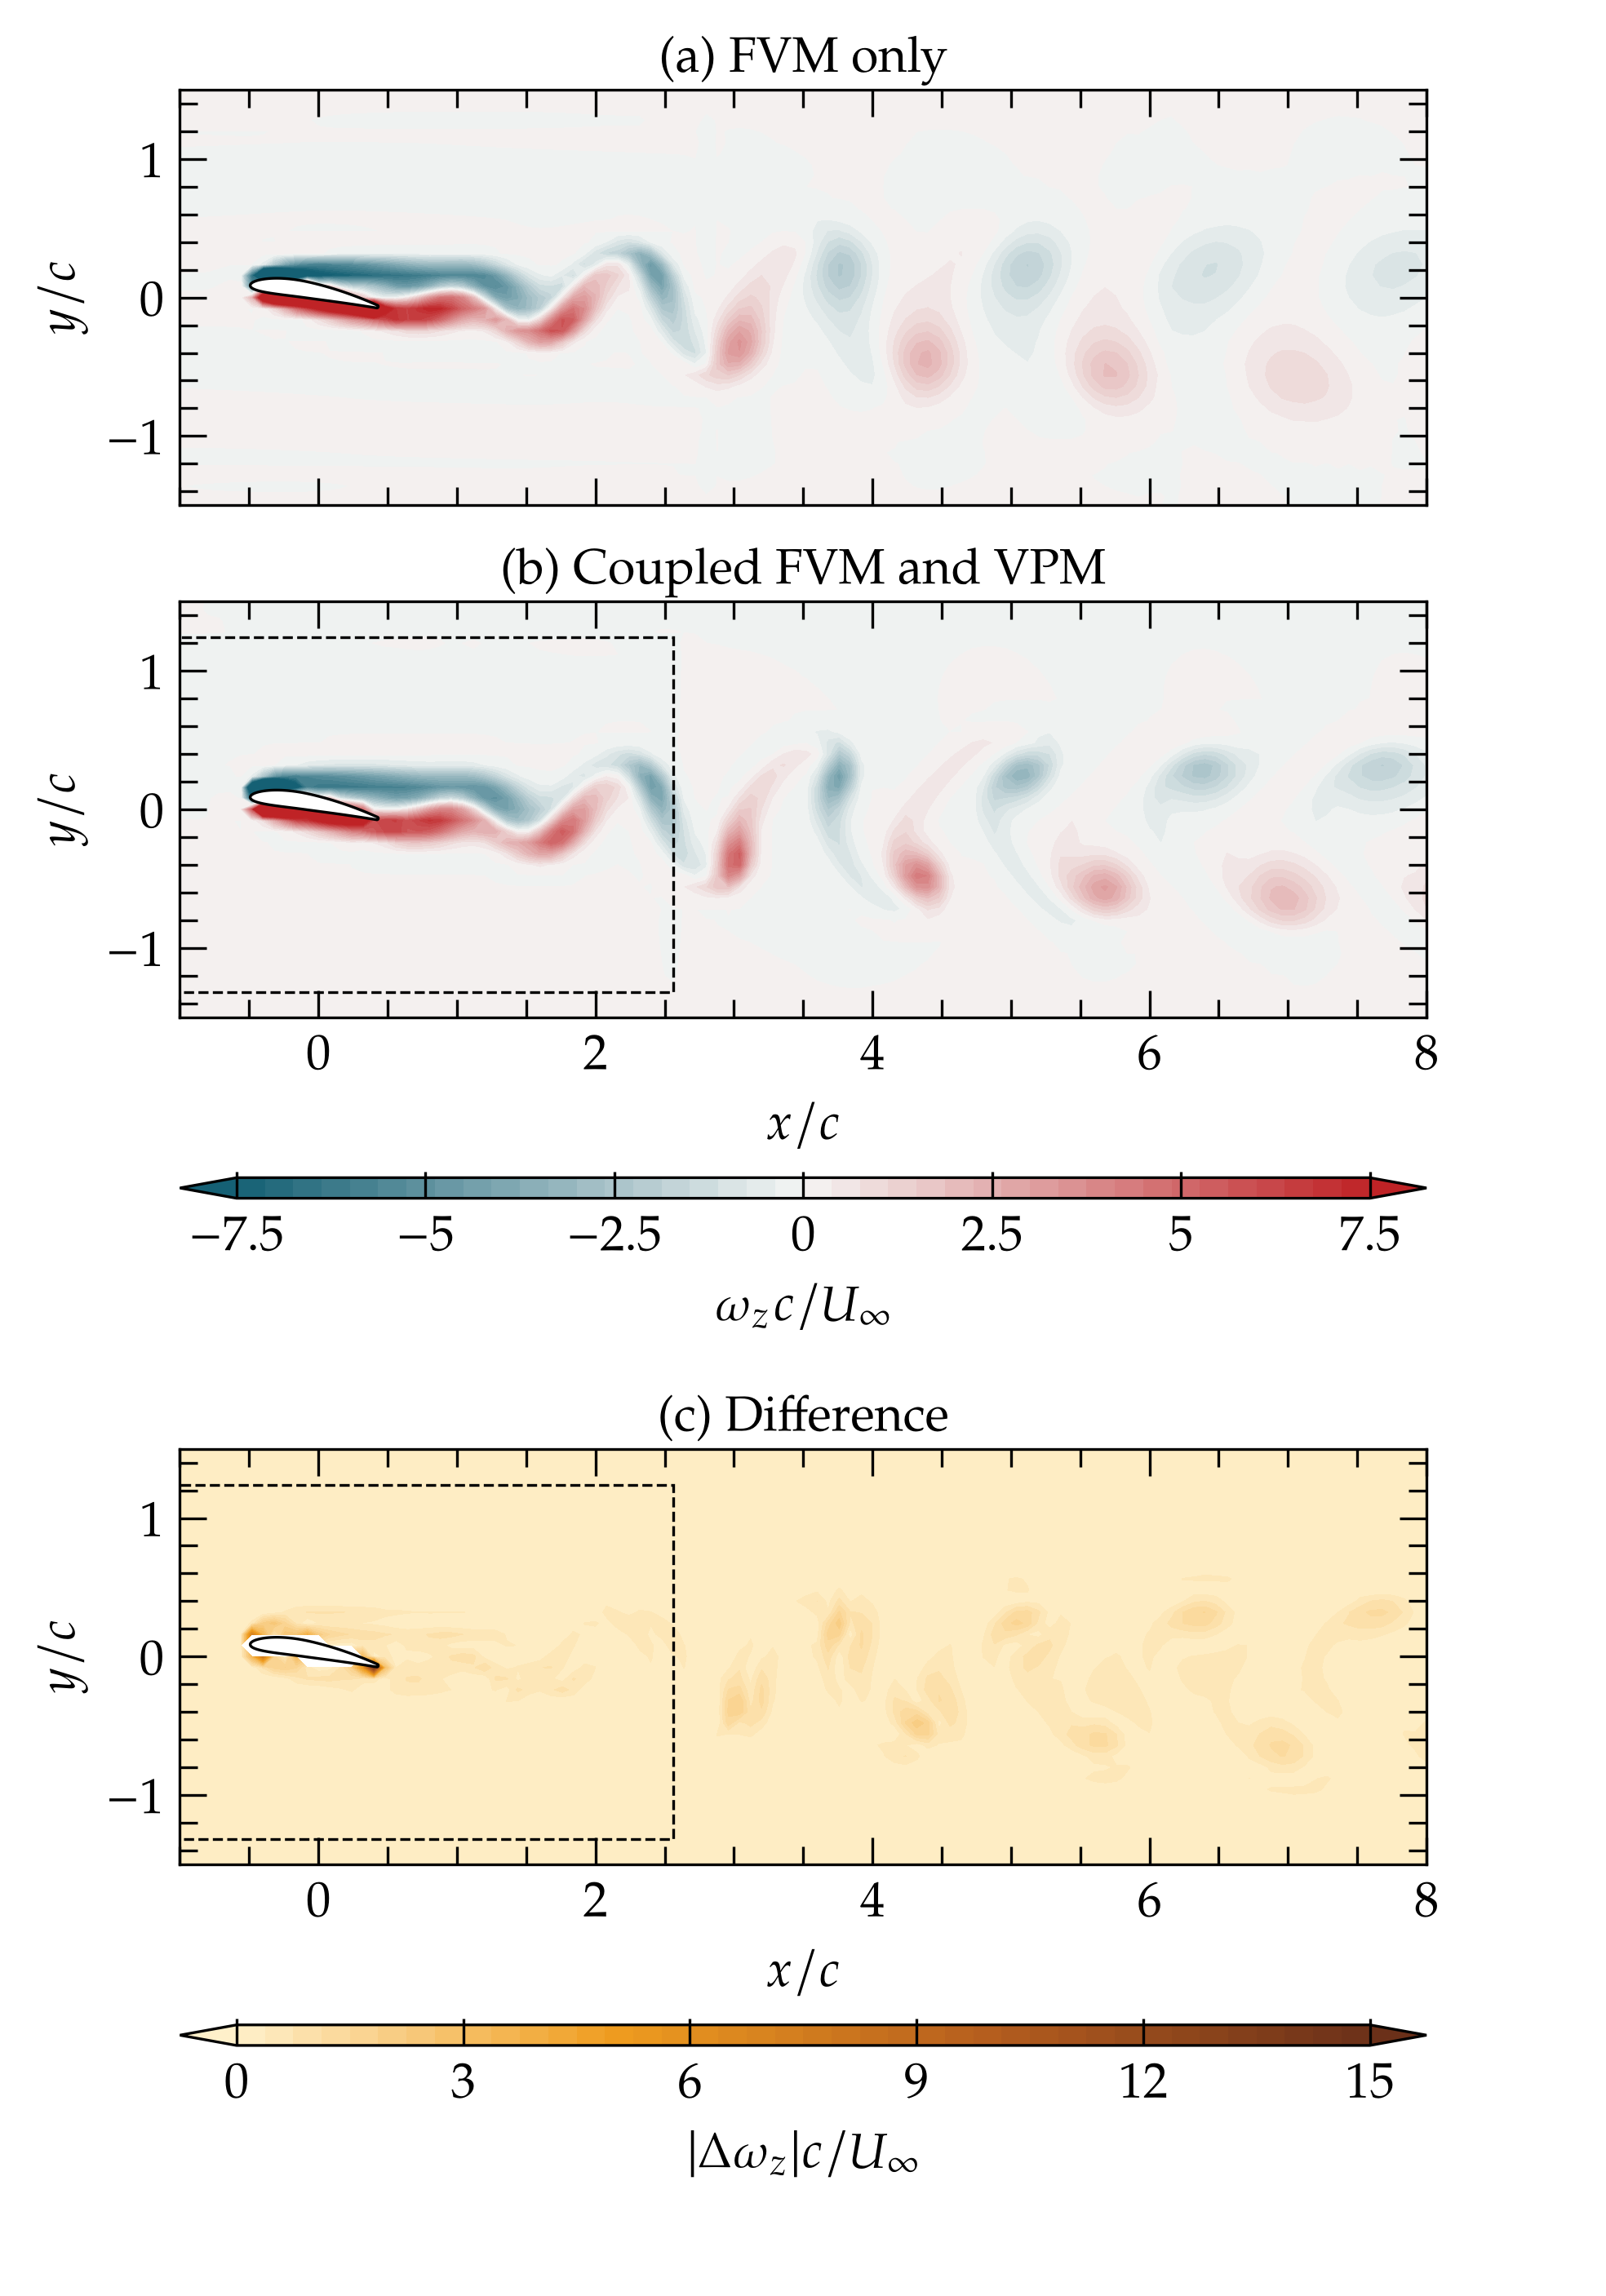 (a) FVM only
1
0
−1
y/c
(b) Coupled FVM and VPM
1
0
−1
y/c
0 2 4 6 8
x/c
−7.5 −5 −2.5 0 2.5 5 7.5
ω_z c/U_∞
(c) Difference
1
0
−1
y/c
0 2 4 6 8
x/c
0 3 6 9 12 15
|Δω_z|c/U_∞